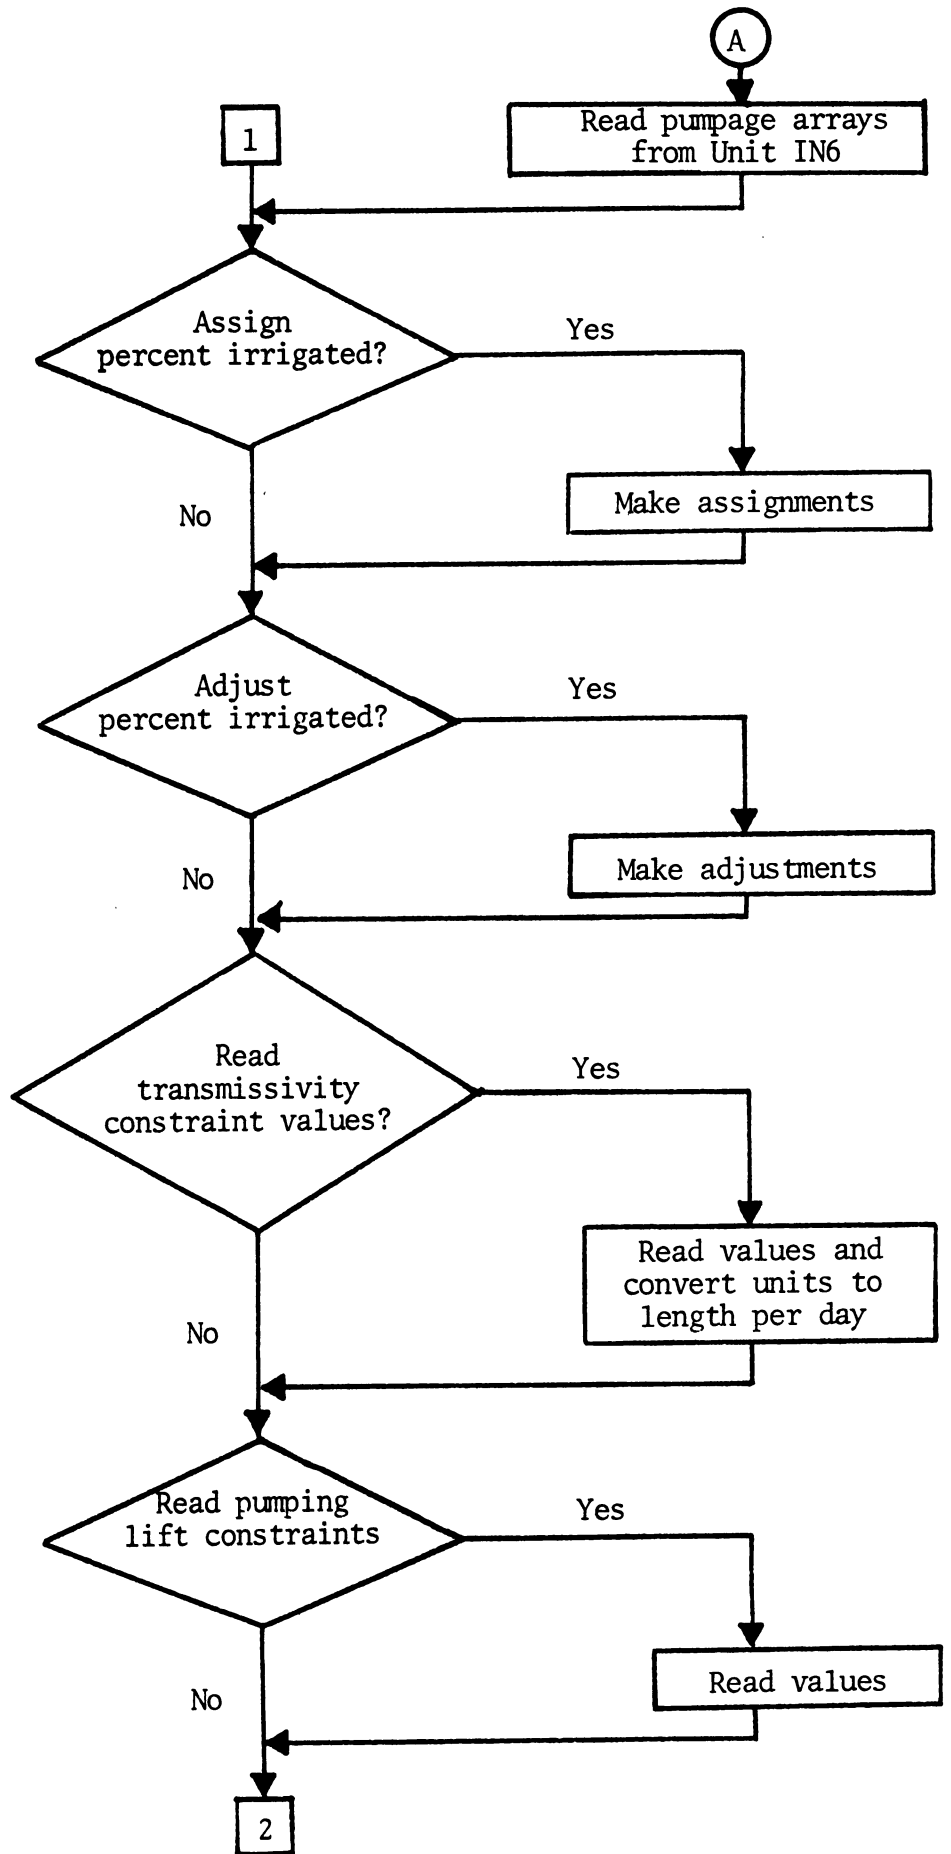 A
1
Read pumpage arrays
from Unit IN6
Assign
percent irrigated?
Yes
Make assignments
No
Adjust
percent irrigated?
Yes
Make adjustments
No
Read
transmissivity
constraint values?
Yes
Read values and
convert units to
length per day
No
Read pumping
lift constraints
Yes
Read values
No
2